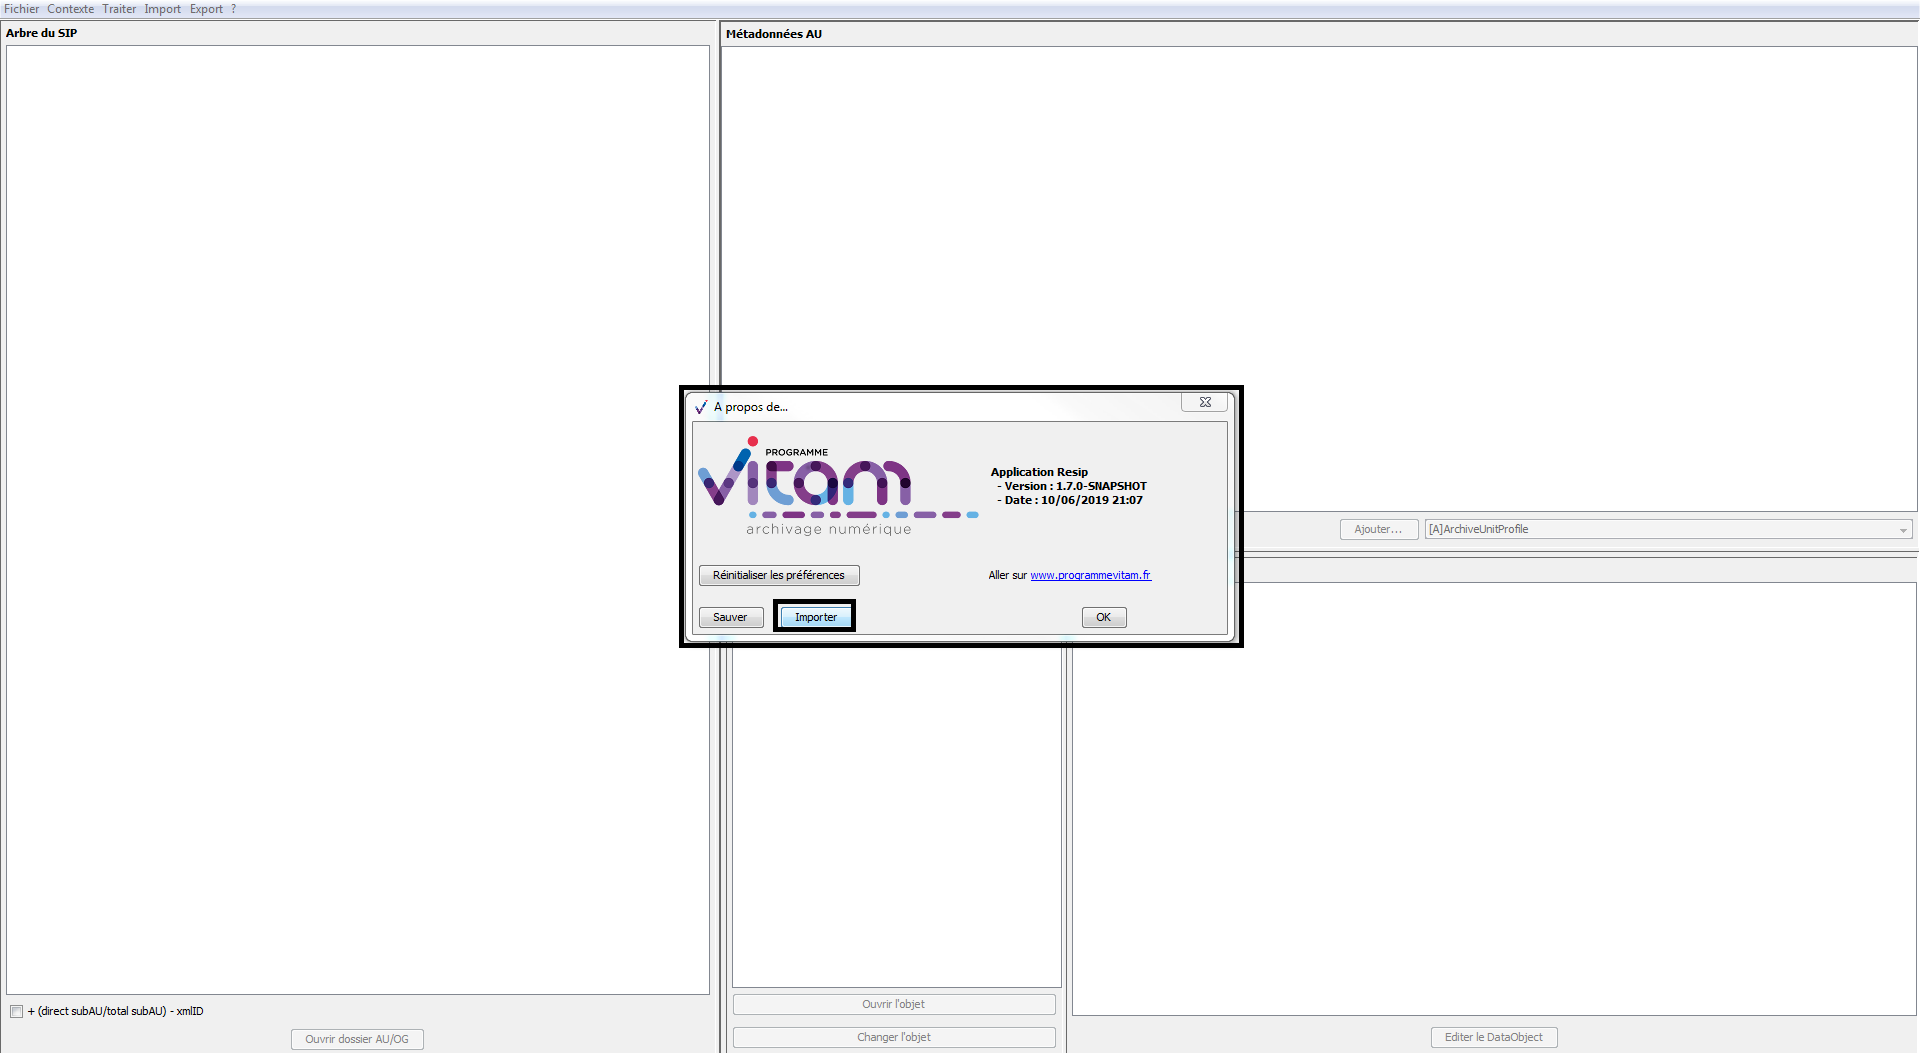 Fichier Contexte Traiter Import Export ?
Arbre du SIP
Métadonnées AU
A propos de...
PROGRAMME
vitam
archivage numérique
Application Resip
- Version : 1.7.0-SNAPSHOT
- Date : 10/06/2019 21:07
Réinitialiser les préférences
Aller sur www.programmevitam.fr
Sauver
Importer
OK
Ajouter...
[A]ArchiveUnitProfile
+ (direct subAU/total subAU) - xmlID
Ouvrir dossier AU/OG
Ouvrir l'objet
Changer l'objet
Editer le DataObject